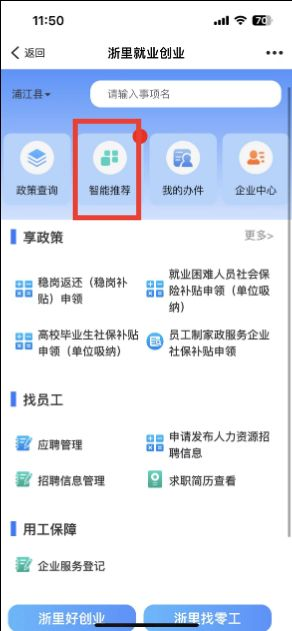 11:50
70
返回
浙里就业创业
浦江县
请输入事项名
政策查询
智能推荐
我的办件
企业中心
享政策
更多>
稳岗返还（稳岗补
贴）申领
就业困难人员社会保
险补贴申领（单位吸
纳）
高校毕业生社保补贴
申领（单位吸纳）
员工制家政服务企业
社保补贴申领
找员工
应聘管理
申请发布人力资源招
聘信息
招聘信息管理
求职简历查看
用工保障
企业服务登记
浙里好创业
浙里找零工